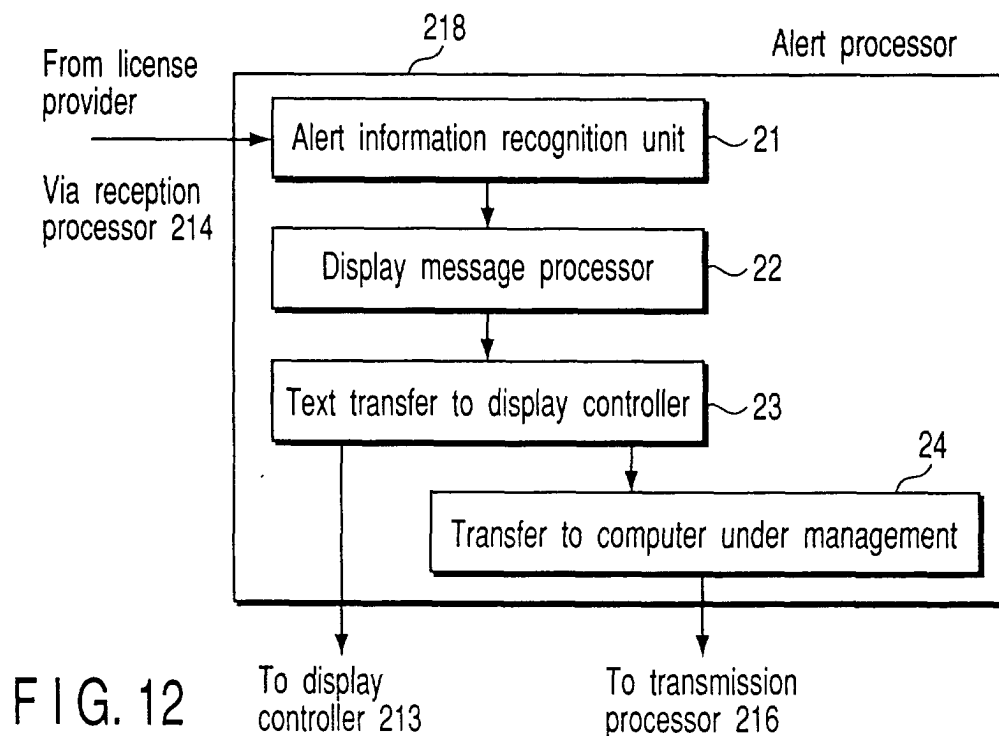 218
Alert processor
From license
provider
Alert information recognition unit
21
Via reception
processor 214
Display message processor
22
Text transfer to display controller
23
24
Transfer to computer under management
To display
controller 213
To transmission
processor 216
FIG. 12